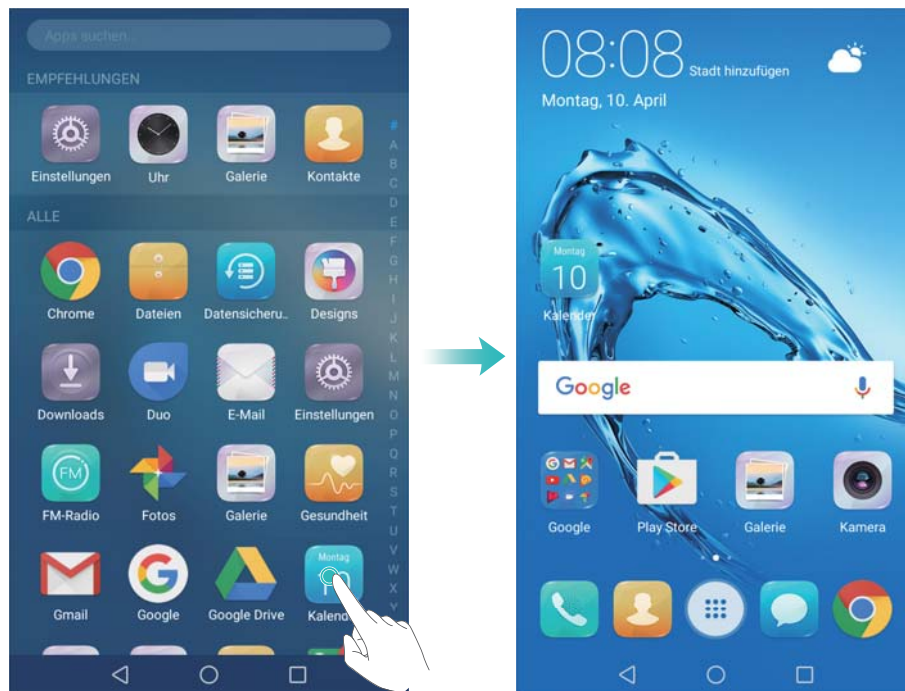 Apps suchen...
EMPFEHLUNGEN
Einstellungen Uhr Galerie Kontakte
ALLE
Chrome Dateien Datensicheru.. Designs
Downloads Duo E-Mail Einstellungen
FM
FM-Radio Fotos Galerie Gesundheit
Montag
Gmail Google Google Drive
#
A
B
C
D
E
F
G
H
I
J
K
L
M
N
O
P
Q
R
S
T
U
V
W
X
Y
08:08 Stadt hinzufügen
Montag, 10. April
Montag
10
Kalender
Google
Google Play Store Galerie Kamera